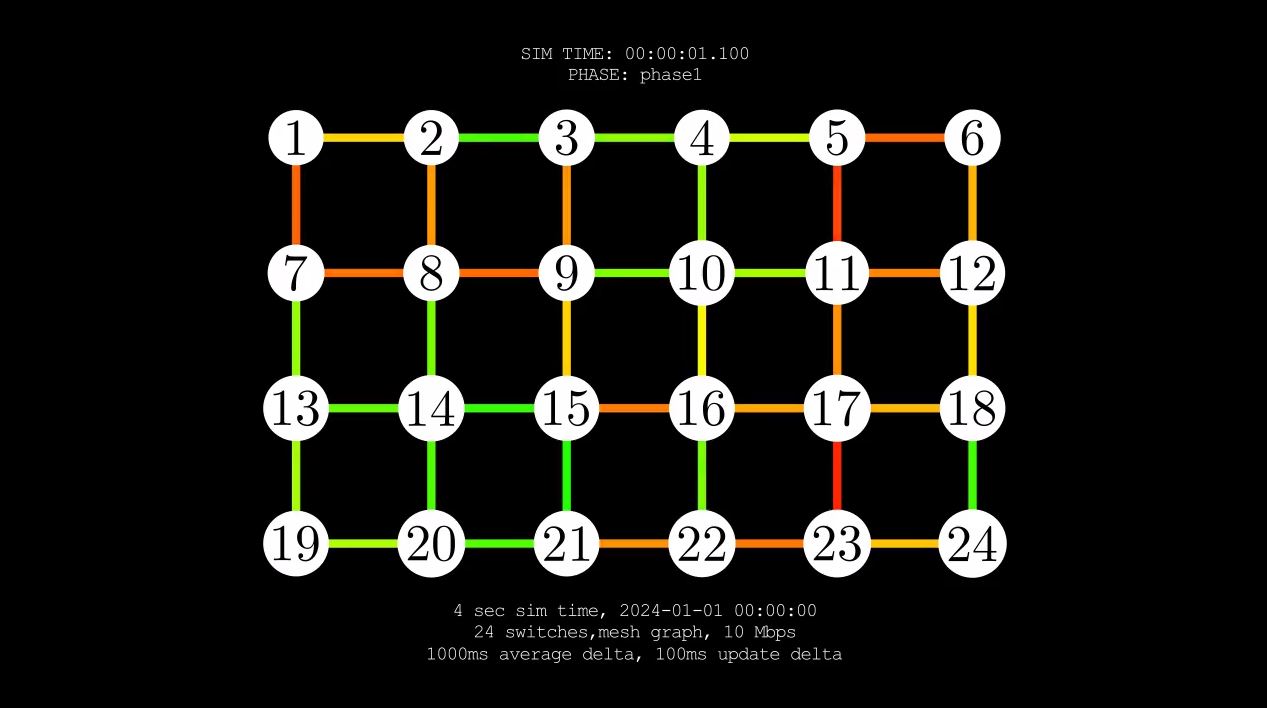 SIM TIME: 00:00:01.100
PHASE: phase1
1 2 3 4 5 6
7 8 9 10 11 12
13 14 15 16 17 18
19 20 21 22 23 24
4 sec sim time, 2024-01-01 00:00:00
24 switches,mesh graph, 10 Mbps
1000ms average delta, 100ms update delta